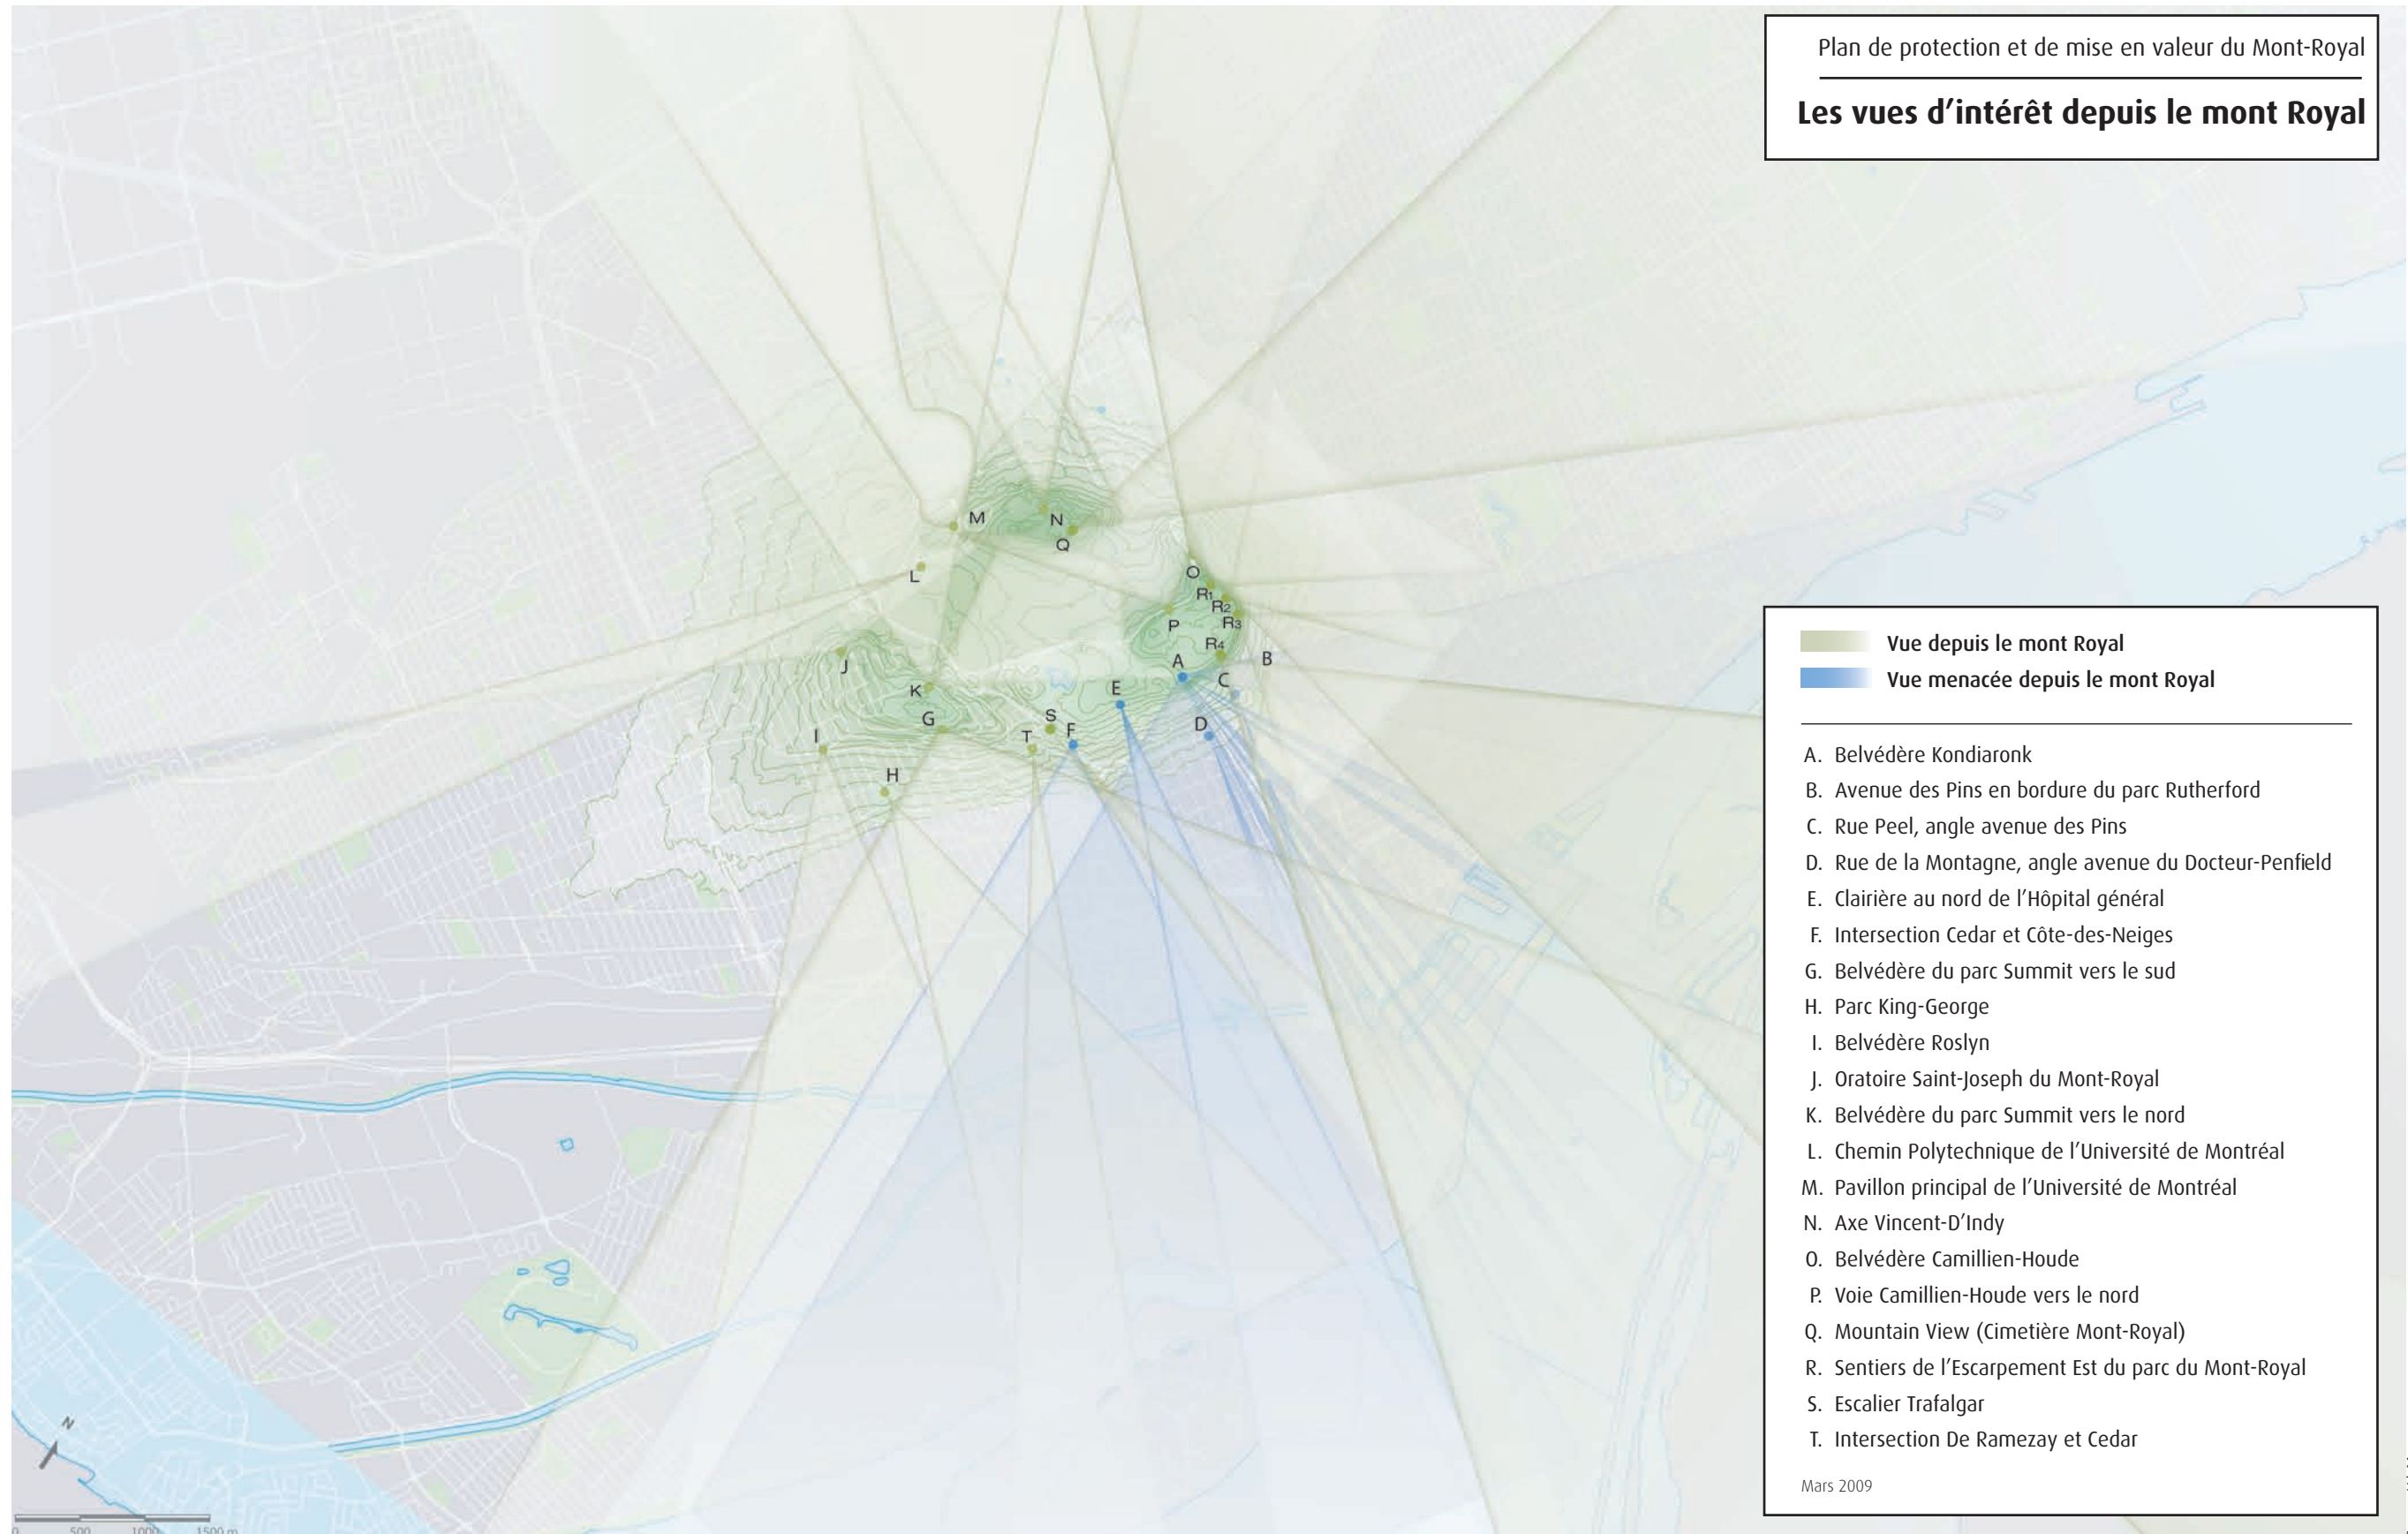 Plan de protection et de mise en valeur du Mont-Royal
Les vues d’intérêt depuis le mont Royal
M
N
Q
L
O
R1
R2
R3
P
R4
J
A
B
C
K
E
G
S
F
D
I
T
H
Vue depuis le mont Royal
Vue menacée depuis le mont Royal
A. Belvédère Kondiaronk
B. Avenue des Pins en bordure du parc Rutherford
C. Rue Peel, angle avenue des Pins
D. Rue de la Montagne, angle avenue du Docteur-Penfield
E. Clairière au nord de l’Hôpital général
F. Intersection Cedar et Côte-des-Neiges
G. Belvédère du parc Summit vers le sud
H. Parc King-George
I. Belvédère Roslyn
J. Oratoire Saint-Joseph du Mont-Royal
K. Belvédère du parc Summit vers le nord
L. Chemin Polytechnique de l’Université de Montréal
M. Pavillon principal de l’Université de Montréal
N. Axe Vincent-D’Indy
O. Belvédère Camillien-Houde
P. Voie Camillien-Houde vers le nord
Q. Mountain View (Cimetière Mont-Royal)
R. Sentiers de l’Escarpement Est du parc du Mont-Royal
S. Escalier Trafalgar
T. Intersection De Ramezay et Cedar
Mars 2009
N
0 500 1000 1500 m